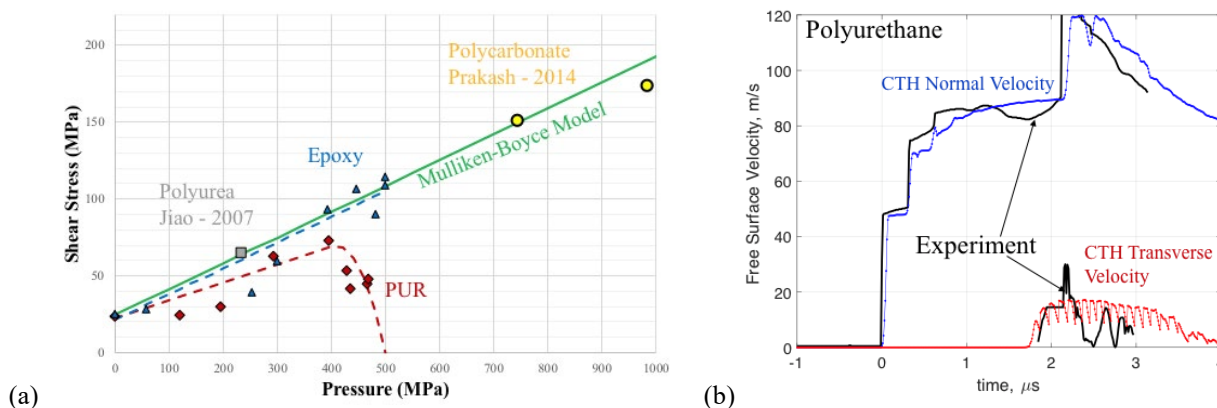 200
150
100
50
0
Shear Stress (MPa)
Polycarbonate
Prakash - 2014
Epoxy
Mulliken-Boyce Model
Polyurea
Jiao - 2007
PUR
0 100 200 300 400 500 600 700 800 900 1000
Pressure (MPa)
(a)
120
100
80
60
40
20
0
Free Surface Velocity, m/s
Polyurethane
CTH Normal Velocity
Experiment
CTH Transverse
Velocity
-1 0 1 2 3
time, μs
(b)